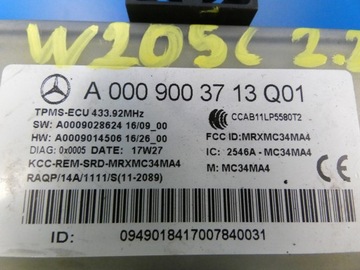 W205C 2.2
A 000 900 37 13 Q01
TPMS-ECU 433.92MHz
SW: A0009028624 16/09_00
HW: A0009014506 16/26_00
DIAG: 0x0005 DATE: 17W27
KCC-REM-SRD-MRXMC34MA4
RAQP/14A/1111/S(11-2089)
CCAB11LP5580T2
FCC ID:MRXMC34MA4
IC: 2546A-MC34MA4
M: MC34MA4
ID: 0949018417007840031